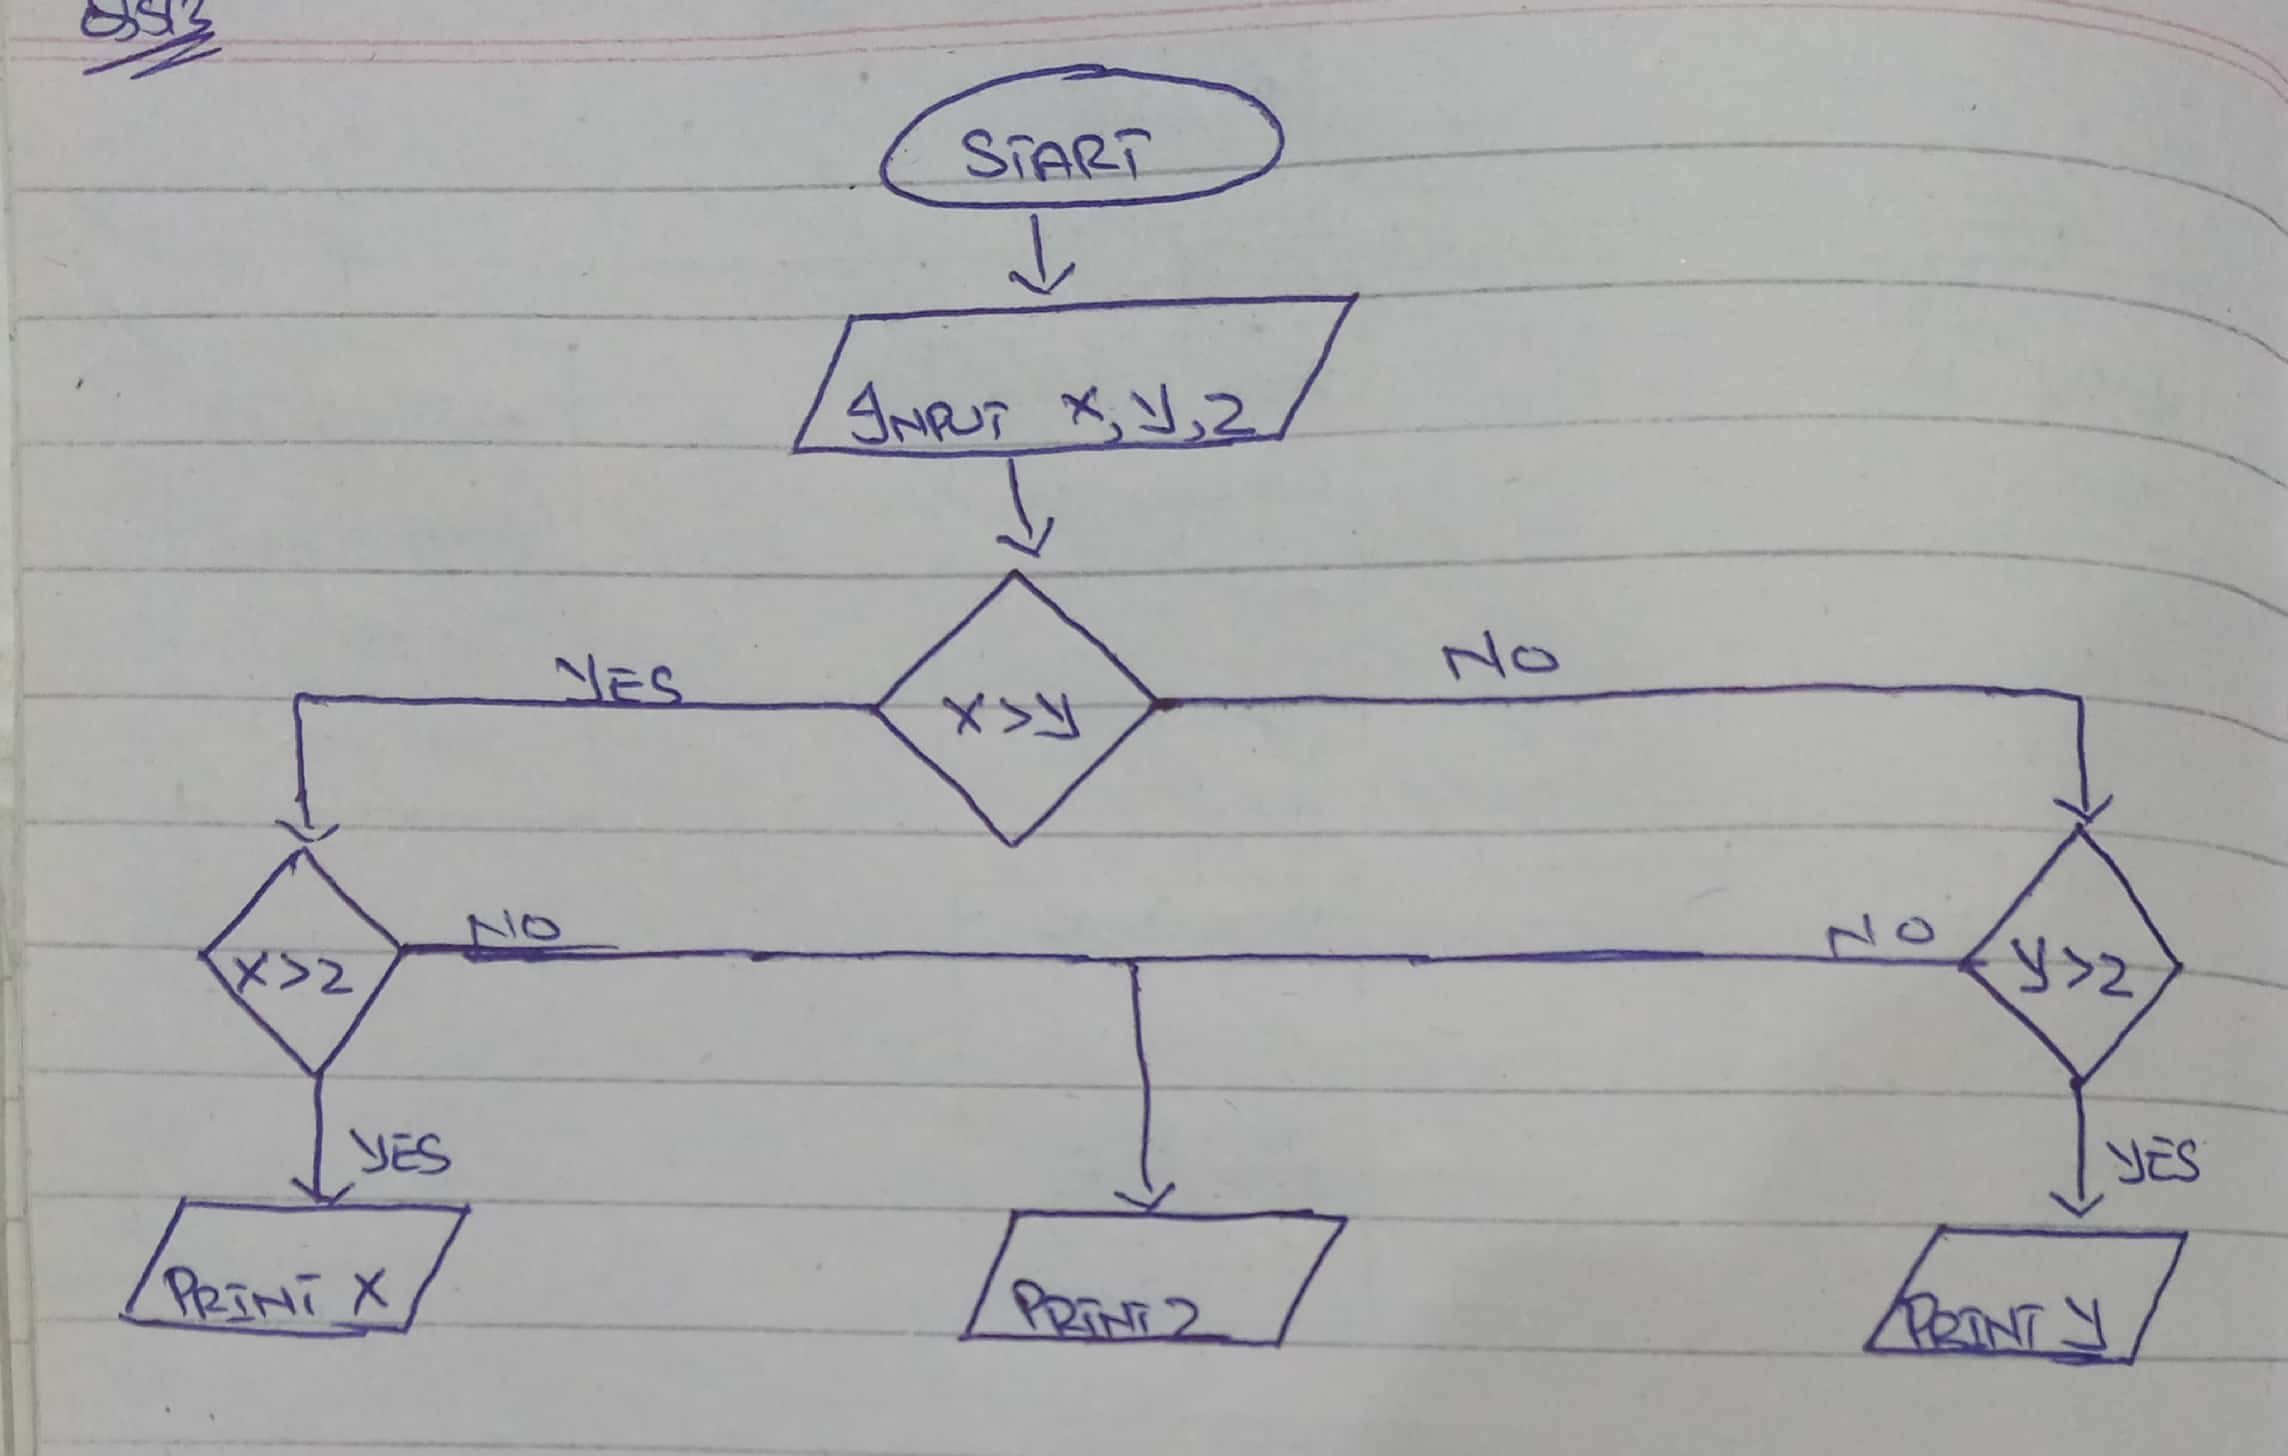 START
INPUT X, Y, Z
YES
NO
X>Y
NO
NO
X>Z
Y>Z
YES
YES
PRINT X
PRINT Z
PRINT Y